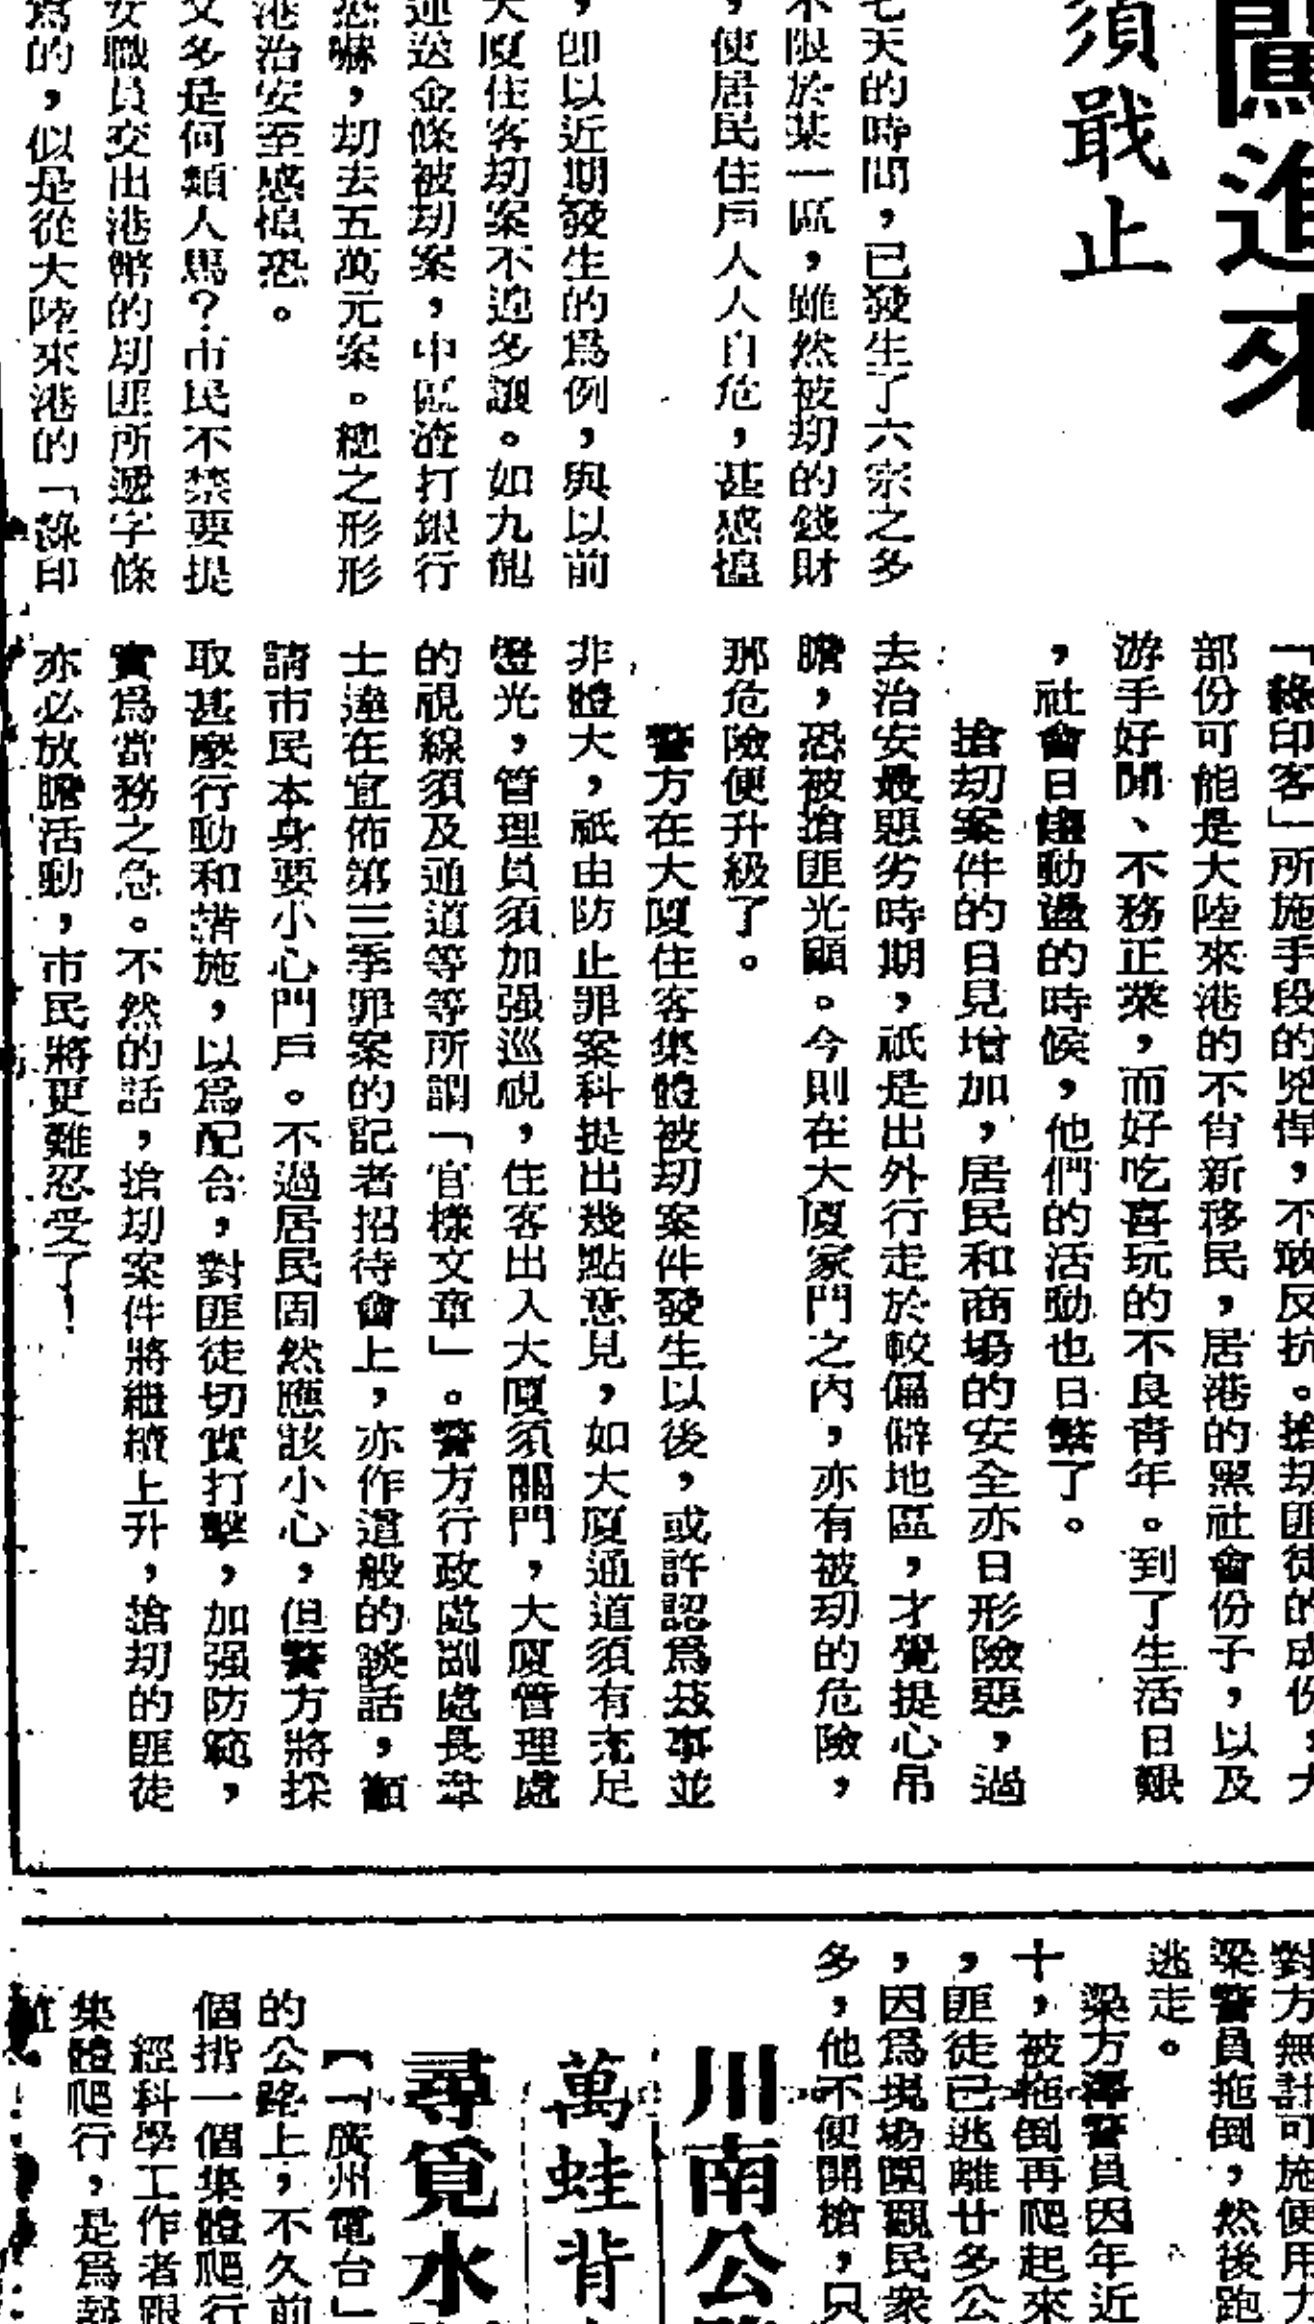 闖進來
須戢止
七天的時間，已發生了六宗之多
不限於某一區，雖然被刧的錢財
，使居民住戶人人自危，甚感
，即以近期發生的爲例，與以前
大廈住客刧案不遑多讓。如九龍
運送金條被刧案，中區渣打銀行
恐嚇，刧去五萬元案。總之形形
港治安至感惶恐。
又多是何類人馬？市民不禁要提
女職員交出港幣的刧匪所遞字條
爲的，似是從大陸來港的「綠印
「綠印客」所施手段的兇悍，不敢反抗。搶刧匪徒的成份，大
部份可能是大陸來港的不肖新移民，居港的黑社會份子，以及
游手好閒、不務正業，而好吃喜玩的不良青年。到了生活日艱
，社會日趨動盪的時候，他們的活動也日繁了。
搶刧案件的日見增加，居民和商場的安全亦日形險惡，過
去治安最惡劣時期，祇是出外行走於較偏僻地區，才覺提心吊
膽，恐被搶匪光顧。今則在大廈家門之內，亦有被刧的危險，
那危險便升級了。
警方在大廈住客集體被刧案件發生以後，或許認爲茲事並
非體大，祇由防止罪案科提出幾點意見，如大廈通道須有充足
燈光，管理員須加强巡視，住客出入大廈須關門，大廈管理處
的視線須及通道等等所謂「官樣文章」。警方行政處副處長韋
士達在宣佈第三季罪案的記者招待會上，亦作這般的談話，籲
請市民本身要小心門戶。不過居民固然應該小心，但警方將採
取甚麼行動和措施，以爲配合，對匪徒切實打擊，加强防範，
實爲當務之急。不然的話，搶刧案件將繼續上升，搶刧的匪徒
亦必放膽活動，市民將更難忍受了！
對方無計可施使用力
梁警員拖倒，然後跑
逃走。
梁方澤警員因年近
十，被拖倒再爬起來
，匪徒已逃離廿多公
，因爲現場圍觀民衆
多，他不便開槍，只
川南公路
萬蛙背
尋覓水
【「廣州電台」
的公路上，不久前
個揹一個集體爬行
經科學工作者跟
集體爬行，是爲尋